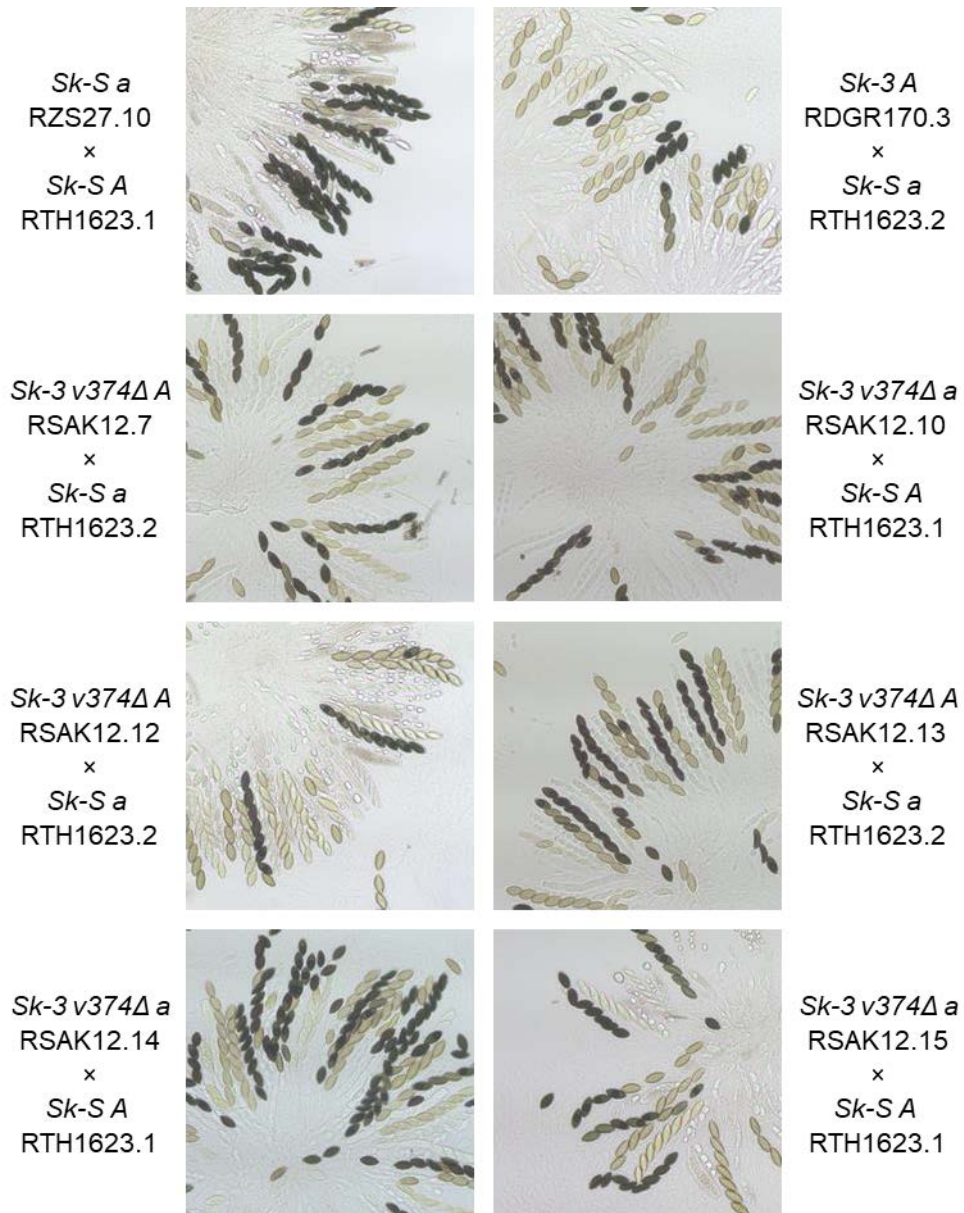 Sk-S a
RZS27.10
×
Sk-S A
RTH1623.1
Sk-3 A
RDGR170.3
×
Sk-S a
RTH1623.2
Sk-3 v374Δ A
RSAK12.7
×
Sk-S a
RTH1623.2
Sk-3 v374Δ a
RSAK12.10
×
Sk-S A
RTH1623.1
Sk-3 v374Δ A
RSAK12.12
×
Sk-S a
RTH1623.2
Sk-3 v374Δ A
RSAK12.13
×
Sk-S a
RTH1623.2
Sk-3 v374Δ a
RSAK12.14
×
Sk-S A
RTH1623.1
Sk-3 v374Δ a
RSAK12.15
×
Sk-S A
RTH1623.1